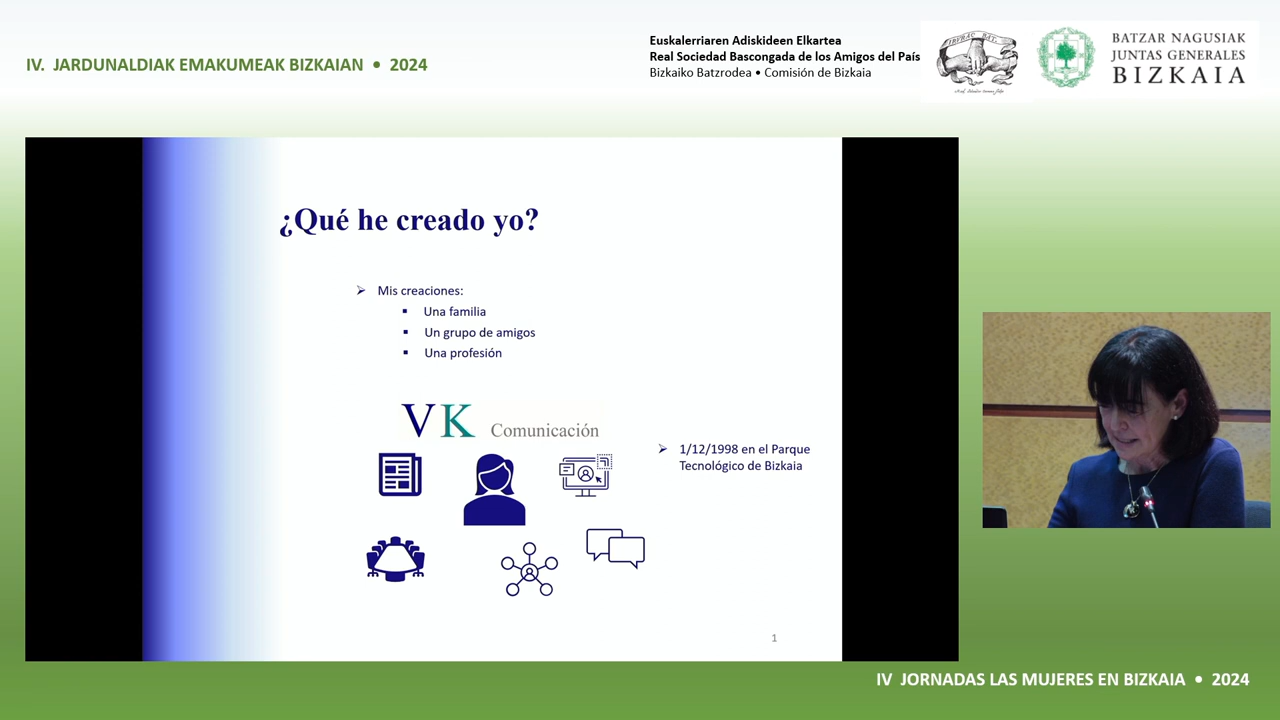 IV. JARDUNALDIAK EMAKUMEAK BIZKAIAN • 2024
Euskalerriaren Adiskideen Elkartea
Real Sociedad Bascongada de los Amigos del País
Bizkaiko Batzrodea • Comisión de Bizkaia
BATZAR NAGUSIAK
JUNTAS GENERALES
BIZKAIA
¿Qué he creado yo?
Mis creaciones:
Una familia
Un grupo de amigos
Una profesión
VK Comunicación
1/12/1998 en el Parque
Tecnológico de Bizkaia
1
IV JORNADAS LAS MUJERES EN BIZKAIA • 2024